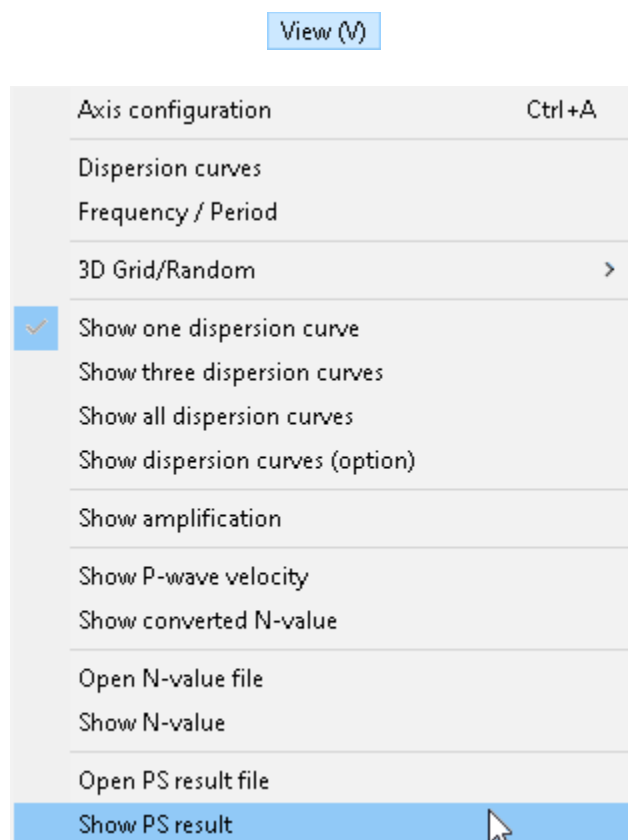 View (V)
Axis configuration Ctrl+A
Dispersion curves
Frequency / Period
3D Grid/Random
Show one dispersion curve
Show three dispersion curves
Show all dispersion curves
Show dispersion curves (option)
Show amplification
Show P-wave velocity
Show converted N-value
Open N-value file
Show N-value
Open PS result file
Show PS result